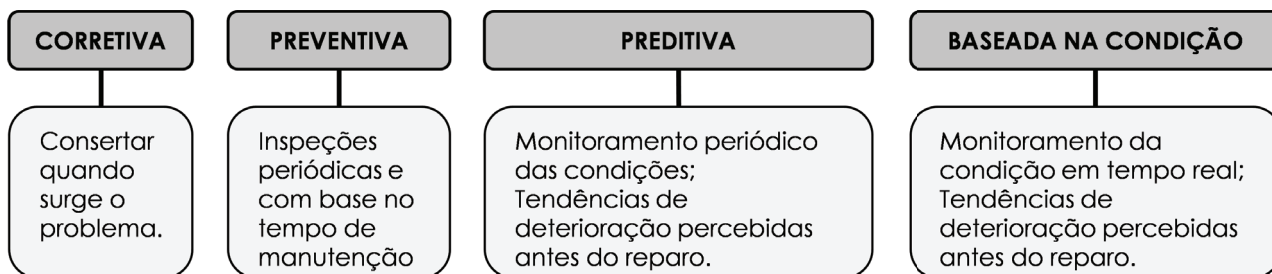 CORRETIVA
Consertar
quando
surge o
problema.
PREVENTIVA
Inspeções
periódicas e
com base no
tempo de
manutenção
PREDITIVA
Monitoramento periódico
das condições;
Tendências de
deterioração percebidas
antes do reparo.
BASEADA NA CONDIÇÃO
Monitoramento da
condição em tempo real;
Tendências de
deterioração percebidas
antes do reparo.